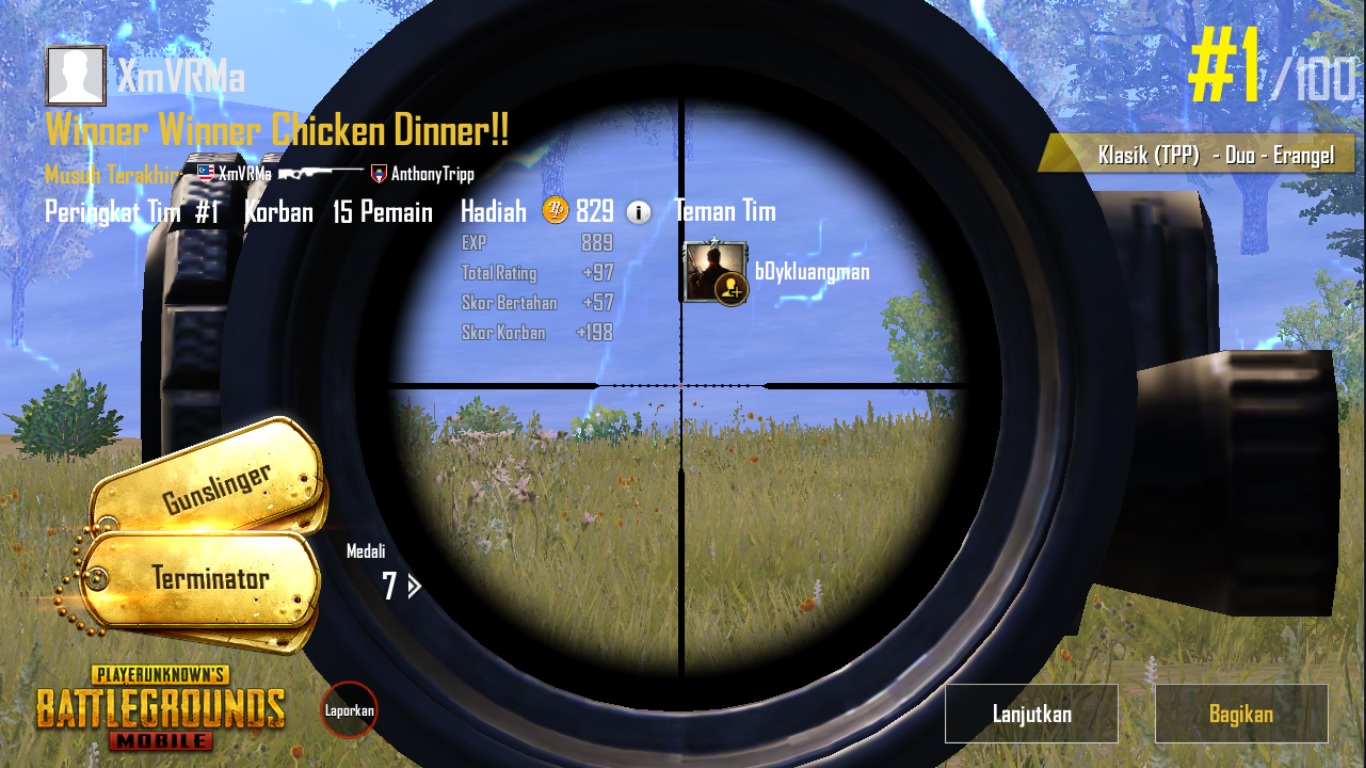 XmVRMa
#1/100
Winner Winner Chicken Dinner!!
Klasik (TPP) - Duo - Erangel
Musuh Terakhir: XmVRMa AnthonyTripp
Peringkat Tim #1 Korban 15 Pemain Hadiah BP 829 i Teman Tim
EXP 889
Total Rating +97
Skor Bertahan +57
Skor Korban +198
b0ykluangman
Gunslinger
Terminator
Medali
7
PLAYERUNKNOWN'S
BATTLEGROUNDS
MOBILE
Laporkan
Lanjutkan
Bagikan